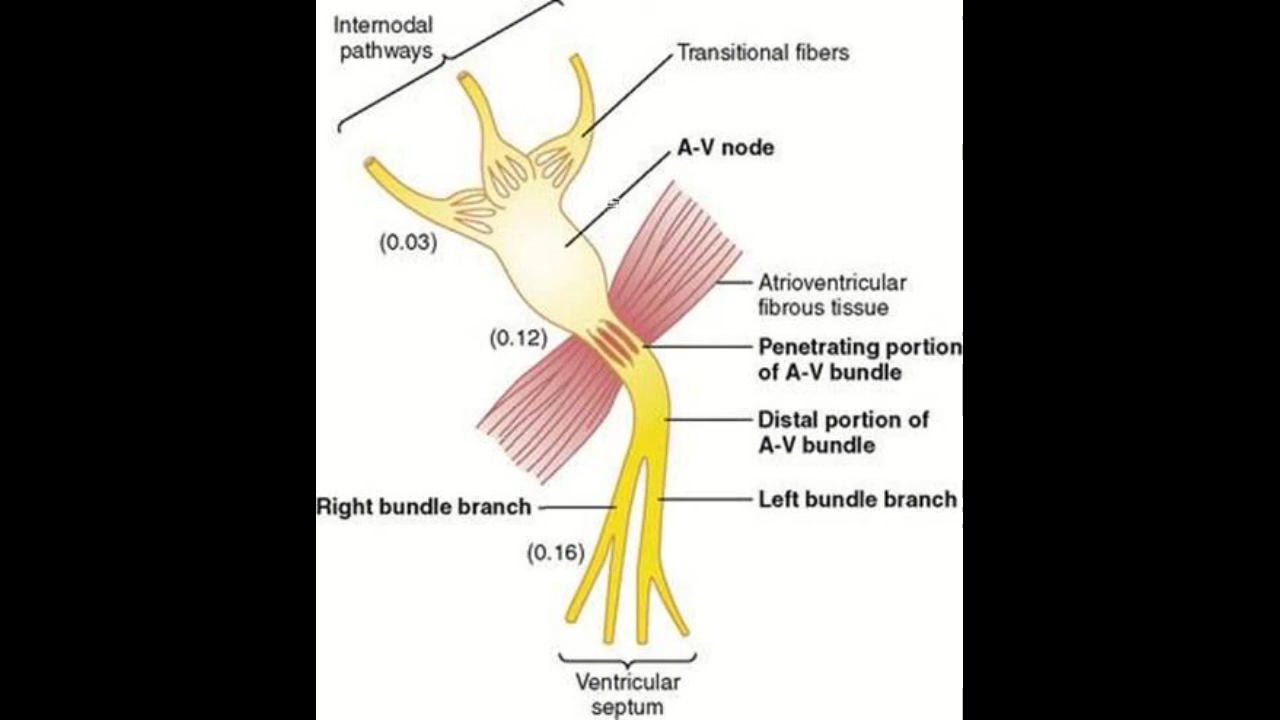 Internodal
pathways
Transitional fibers
A-V node
(0.03)
Atrioventricular
fibrous tissue
(0.12)
Penetrating portion
of A-V bundle
Distal portion of
A-V bundle
Right bundle branch
Left bundle branch
(0.16)
Ventricular
septum